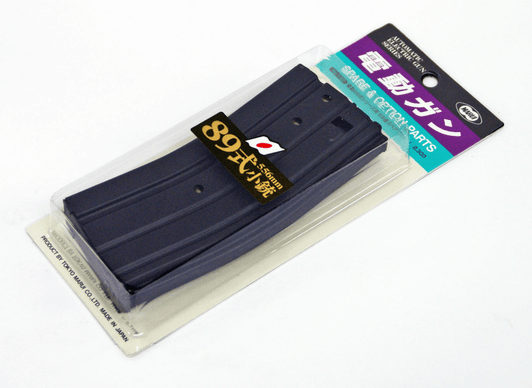 AUTOMATIC
ELECTRIC GUN
SERIES
電動ガン
SPARE & OPTION PARTS
89式
5.56mm
小銃
PRODUCT BY TOKYO MARUI CO., LTD. MADE IN JAPAN